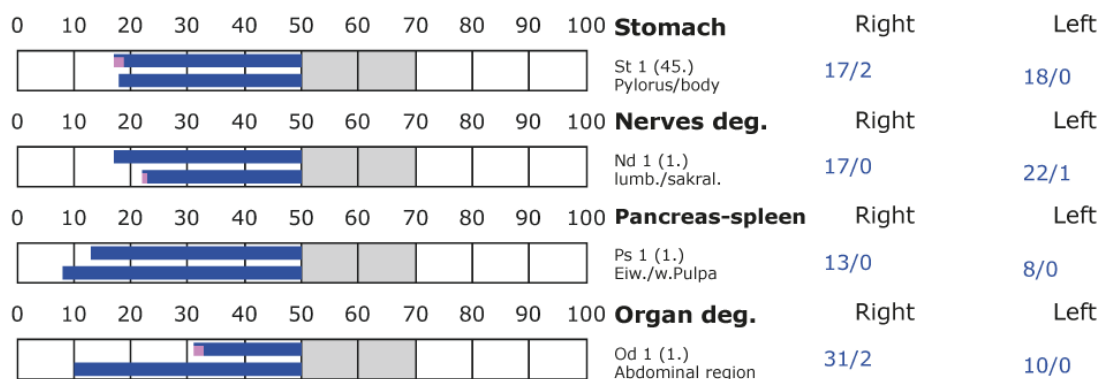 0 10 20 30 40 50 60 70 80 90 100 Stomach Right Left
St 1 (45.) 17/2 18/0
Pylorus/body
0 10 20 30 40 50 60 70 80 90 100 Nerves deg. Right Left
Nd 1 (1.) 17/0 22/1
lumb./sakral.
0 10 20 30 40 50 60 70 80 90 100 Pancreas-spleen Right Left
Ps 1 (1.) 13/0 8/0
Eiw./w.Pulpa
0 10 20 30 40 50 60 70 80 90 100 Organ deg. Right Left
Od 1 (1.) 31/2 10/0
Abdominal region